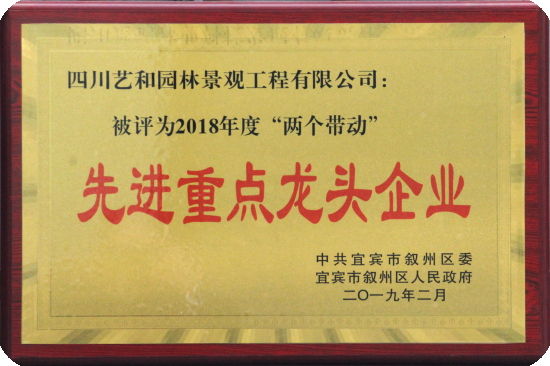 四川艺和园林景观工程有限公司：
被评为2018年度“两个带动”
先进重点龙头企业
中共宜宾市叙州区委
宜宾市叙州区人民政府
二〇一九年二月